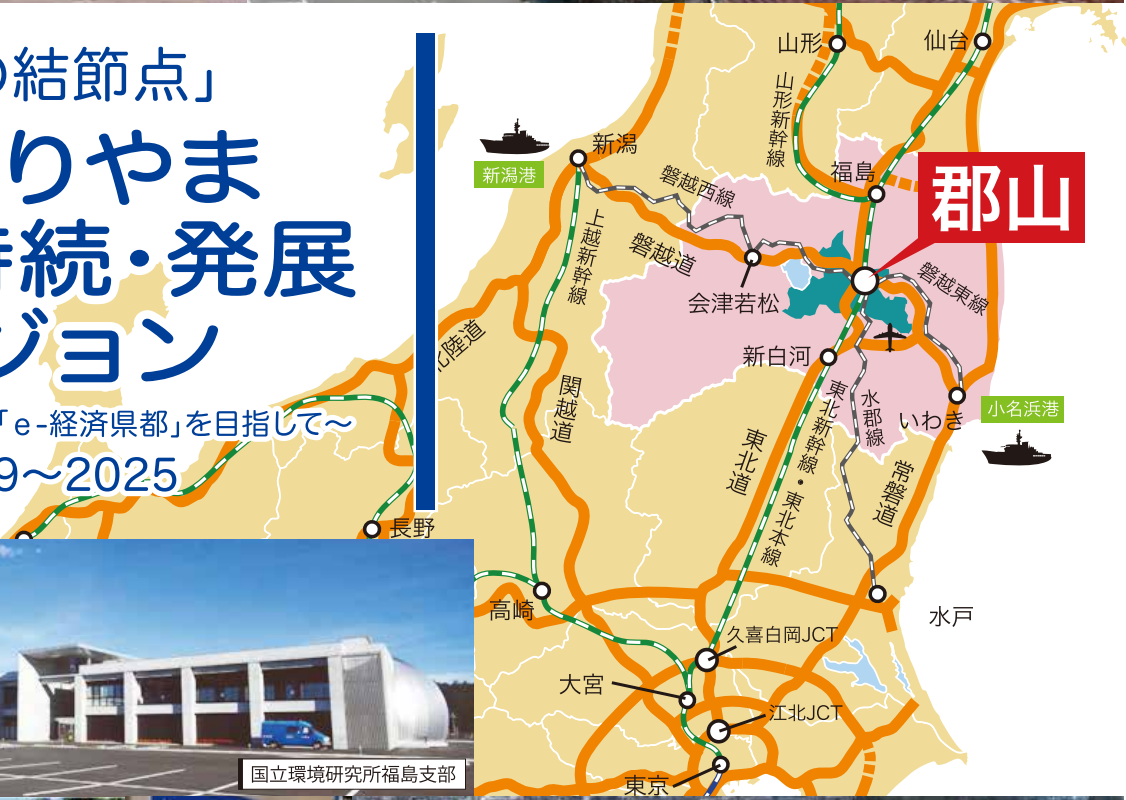 の結節点」
りやま
持続・発展
ジョン
「e-経済県都」を目指して～
9～2025
山形
仙台
山形新幹線
新潟
新潟港
福島
郡山
磐越西線
上越新幹線
磐越道
会津若松
磐越東線
北陸道
新白河
関越道
東北新幹線・東北本線
水郡線
いわき
小名浜港
東北道
常磐道
長野
高崎
水戸
久喜白岡JCT
大宮
江北JCT
東京
国立環境研究所福島支部